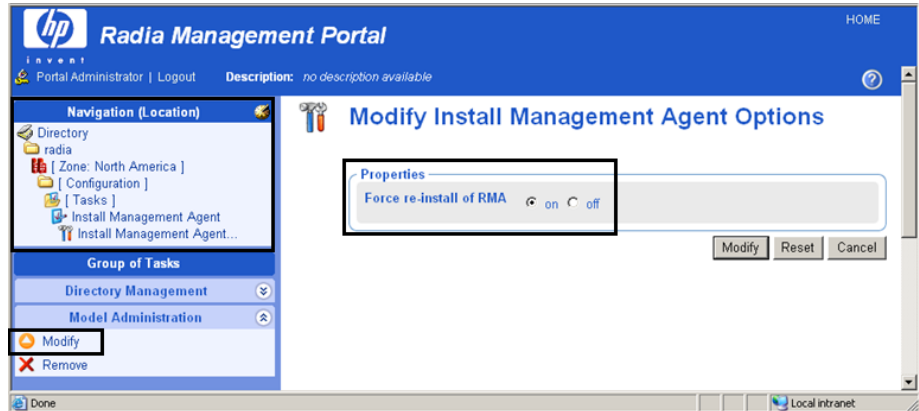 HOME
hp
Radia Management Portal
invent
Portal Administrator | Logout Description: no description available
Navigation (Location)
Directory
radia
[ Zone: North America ]
[ Configuration ]
[ Tasks ]
Install Management Agent
Install Management Agent...
Group of Tasks
Directory Management
Model Administration
Modify
Remove
Modify Install Management Agent Options
Properties
Force re-install of RMA on off
Modify Reset Cancel
Done
Local intranet